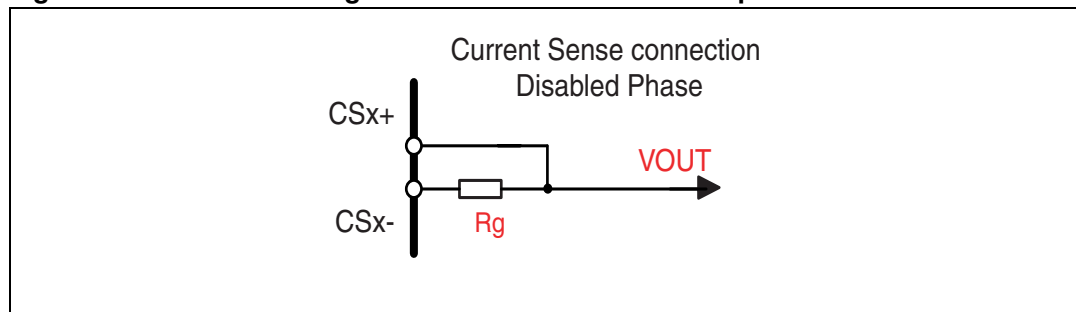 Current Sense connection
Disabled Phase
CSx+
VOUT
CSx-
Rg